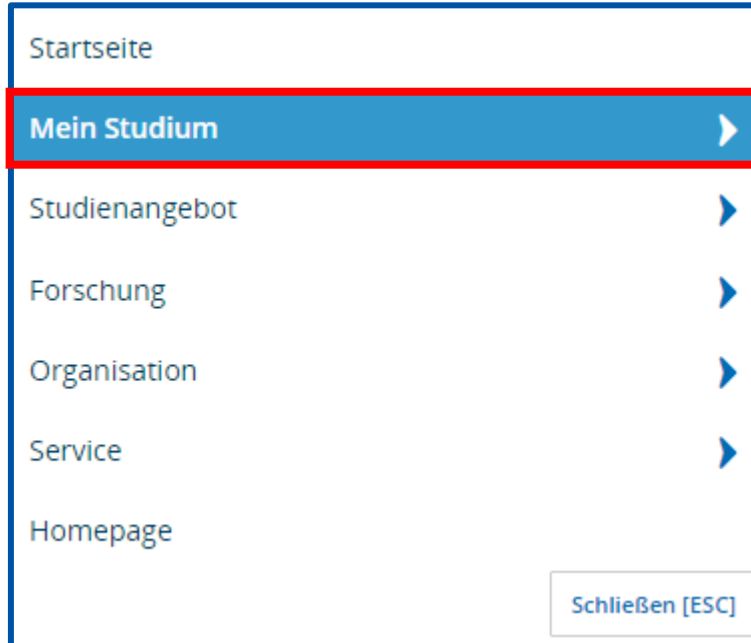 Startseite
Mein Studium
Studienangebot
Forschung
Organisation
Service
Homepage
Schließen [ESC]